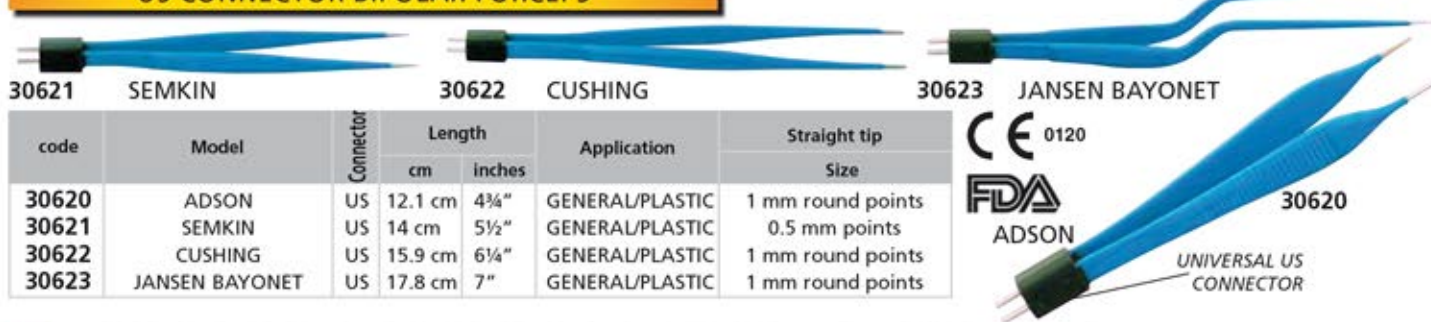 US CONNECTOR BIPOLAR FORCEPS
30621 SEMKIN
30622 CUSHING
30623 JANSEN BAYONET
code Model Connector Length Application Straight tip
cm inches Size
30620 ADSON US 12.1 cm 4¾" GENERAL/PLASTIC 1 mm round points
30621 SEMKIN US 14 cm 5½" GENERAL/PLASTIC 0.5 mm points
30622 CUSHING US 15.9 cm 6¼" GENERAL/PLASTIC 1 mm round points
30623 JANSEN BAYONET US 17.8 cm 7" GENERAL/PLASTIC 1 mm round points
CE 0120
FDA
ADSON
30620
UNIVERSAL US
CONNECTOR